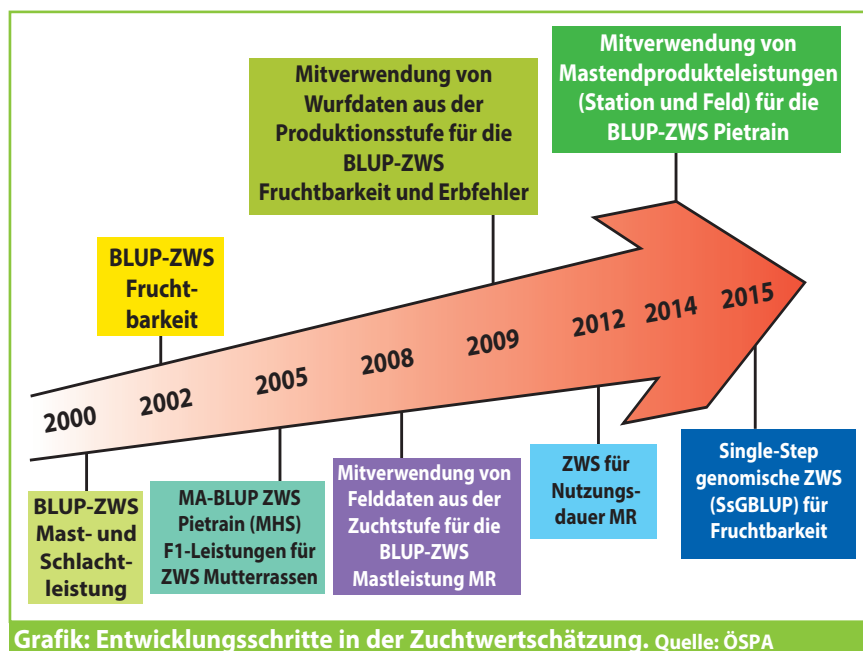 Mitverwendung von
Wurfdaten aus der
Produktionsstufe für die
BLUP-ZWS
Fruchtbarkeit und Erbfehler
Mitverwendung von
Mastendprodukteleistungen
(Station und Feld) für die
BLUP-ZWS Pietrain
BLUP-ZWS
Frucht-
barkeit
2000
2002
2005
2008
2009
2012
2014
2015
BLUP-ZWS
Mast- und
Schlacht-
leistung
MA-BLUP ZWS
Pietrain (MHS)
F1-Leistungen für
ZWS Mutterrassen
Mitverwendung von
Felddaten aus der
Zuchtstufe für die
BLUP-ZWS
Mastleistung MR
ZWS für
Nutzungs-
dauer MR
Single-Step
genomische ZWS
(SsGBLUP) für
Fruchtbarkeit
Grafik: Entwicklungsschritte in der Zuchtwertschätzung. Quelle: ÖSPA